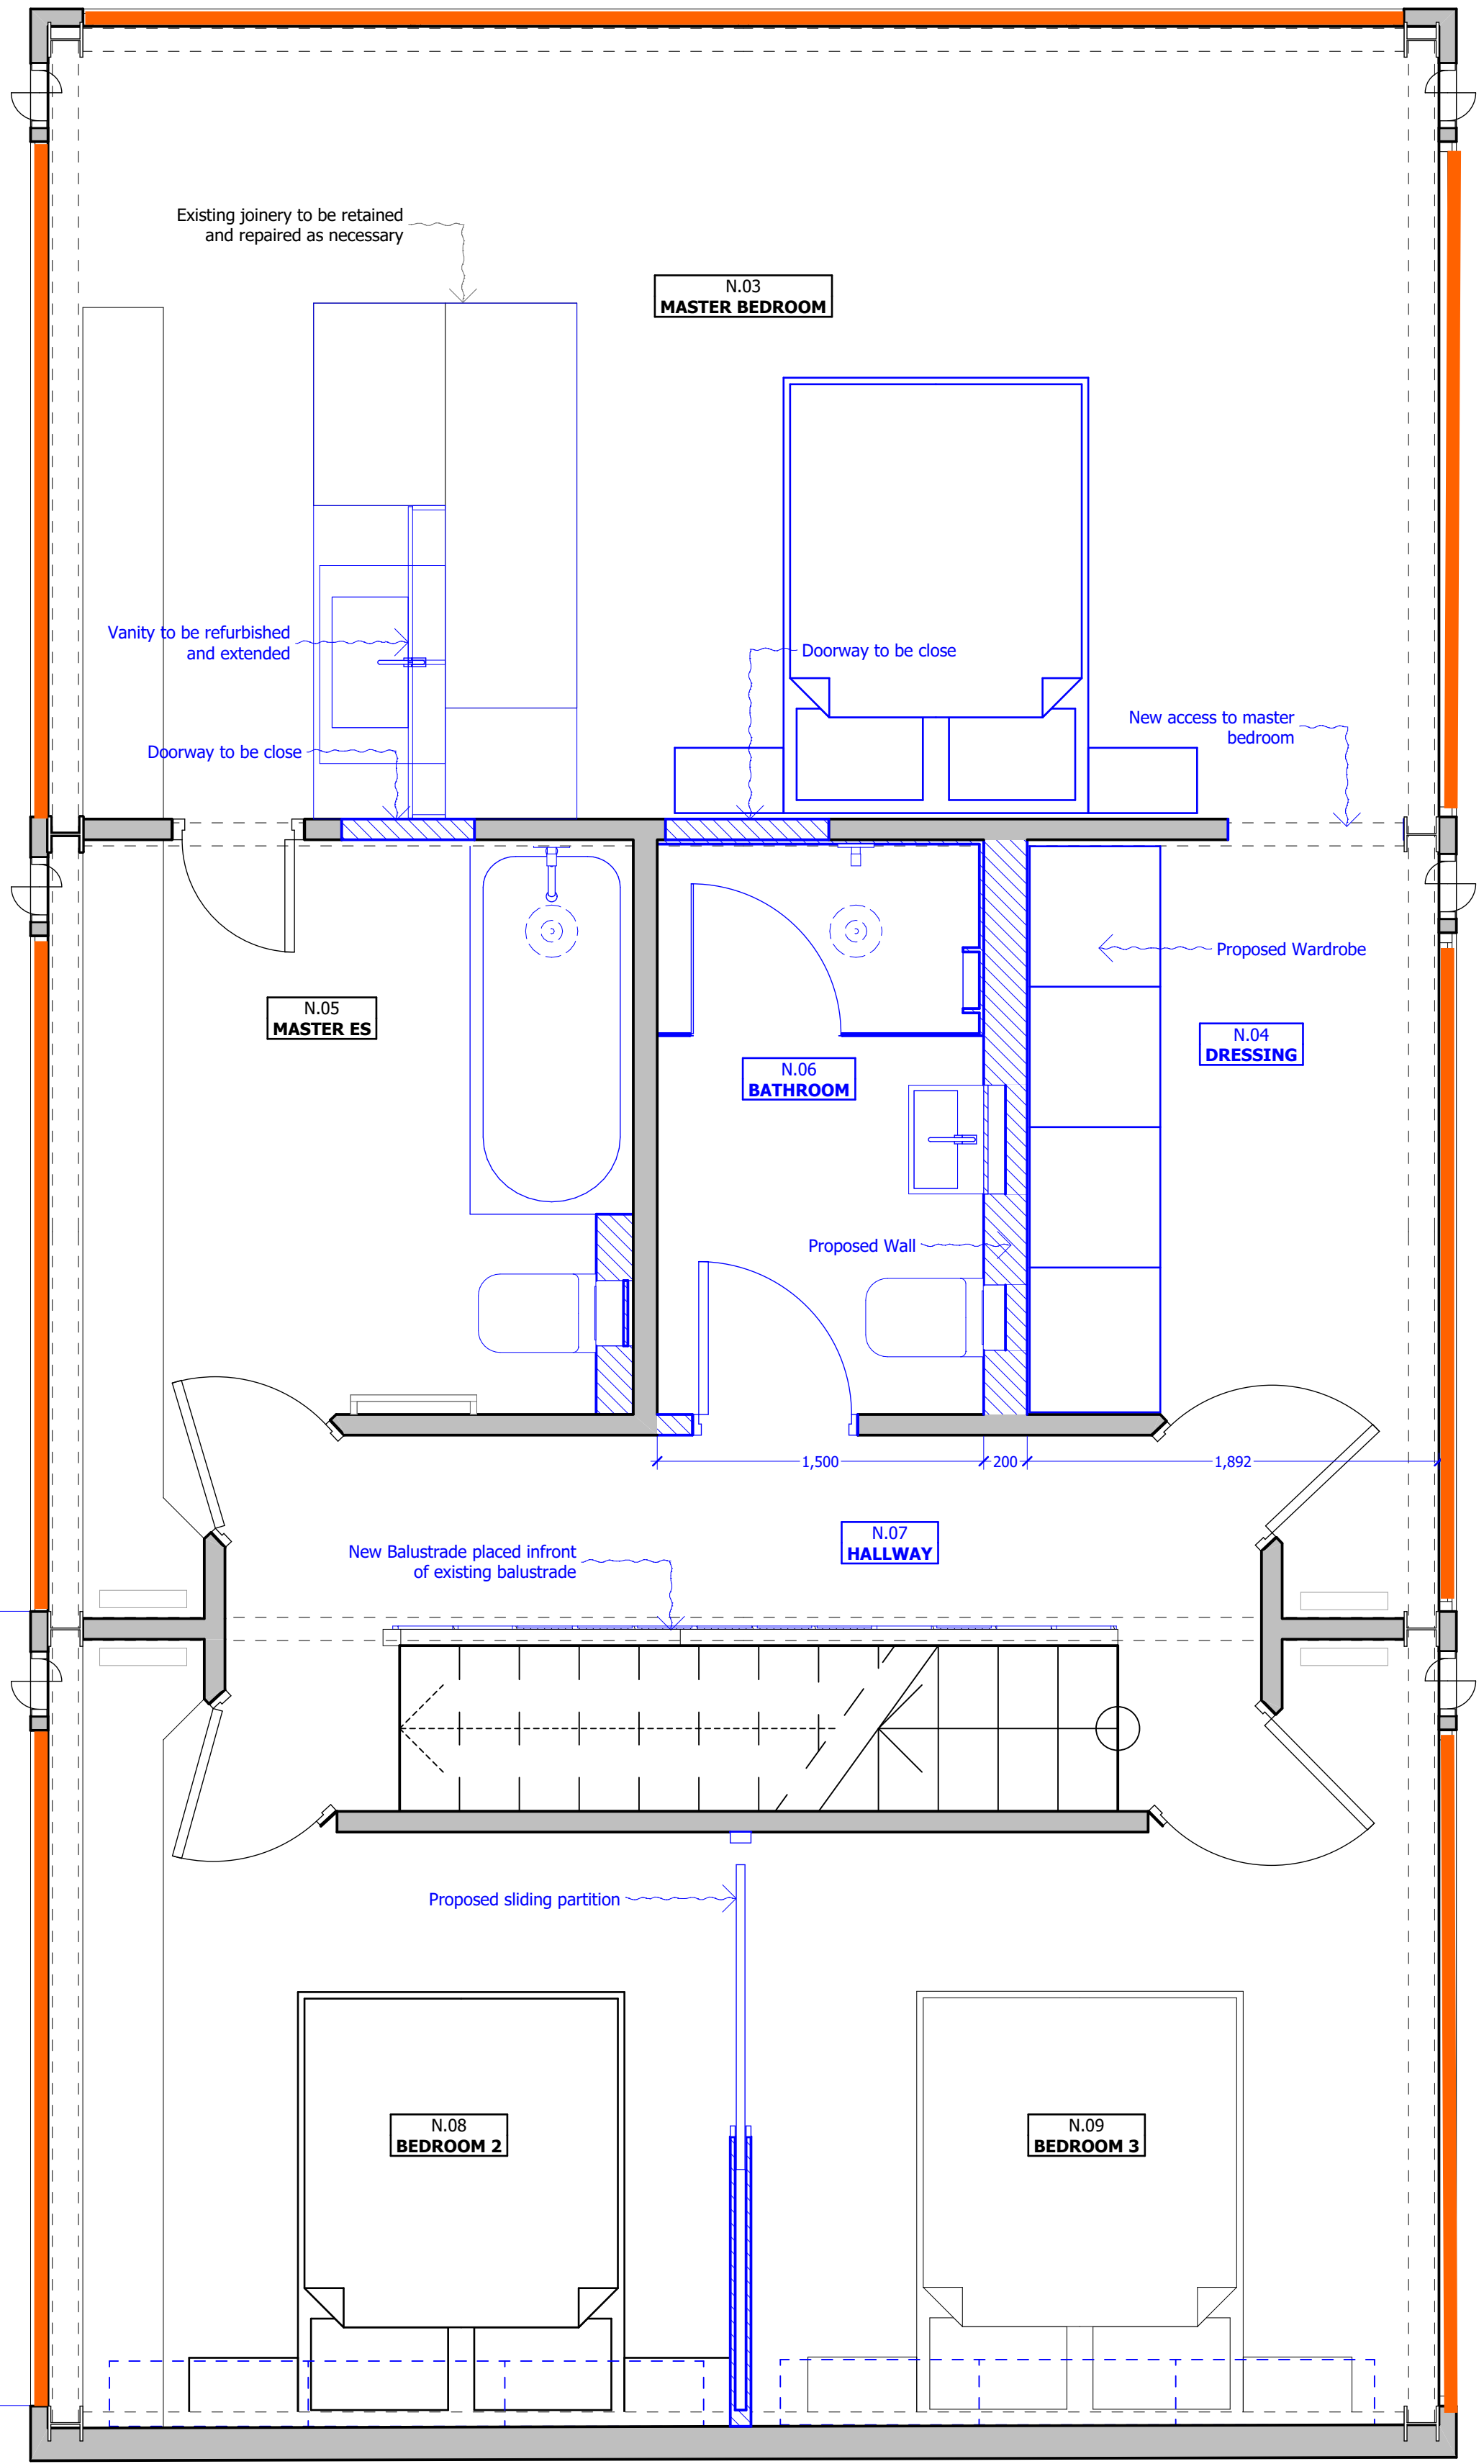 Existing joinery to be retained
and repaired as necessary
N.03
MASTER BEDROOM
Vanity to be refurbished
and extended
Doorway to be close
New access to master
bedroom
Doorway to be close
Proposed Wardrobe
N.05
MASTER ES
N.04
DRESSING
N.06
BATHROOM
Proposed Wall
1,500
200
1,892
N.07
HALLWAY
New Balustrade placed infront
of existing balustrade
Proposed sliding partition
N.08
BEDROOM 2
N.09
BEDROOM 3